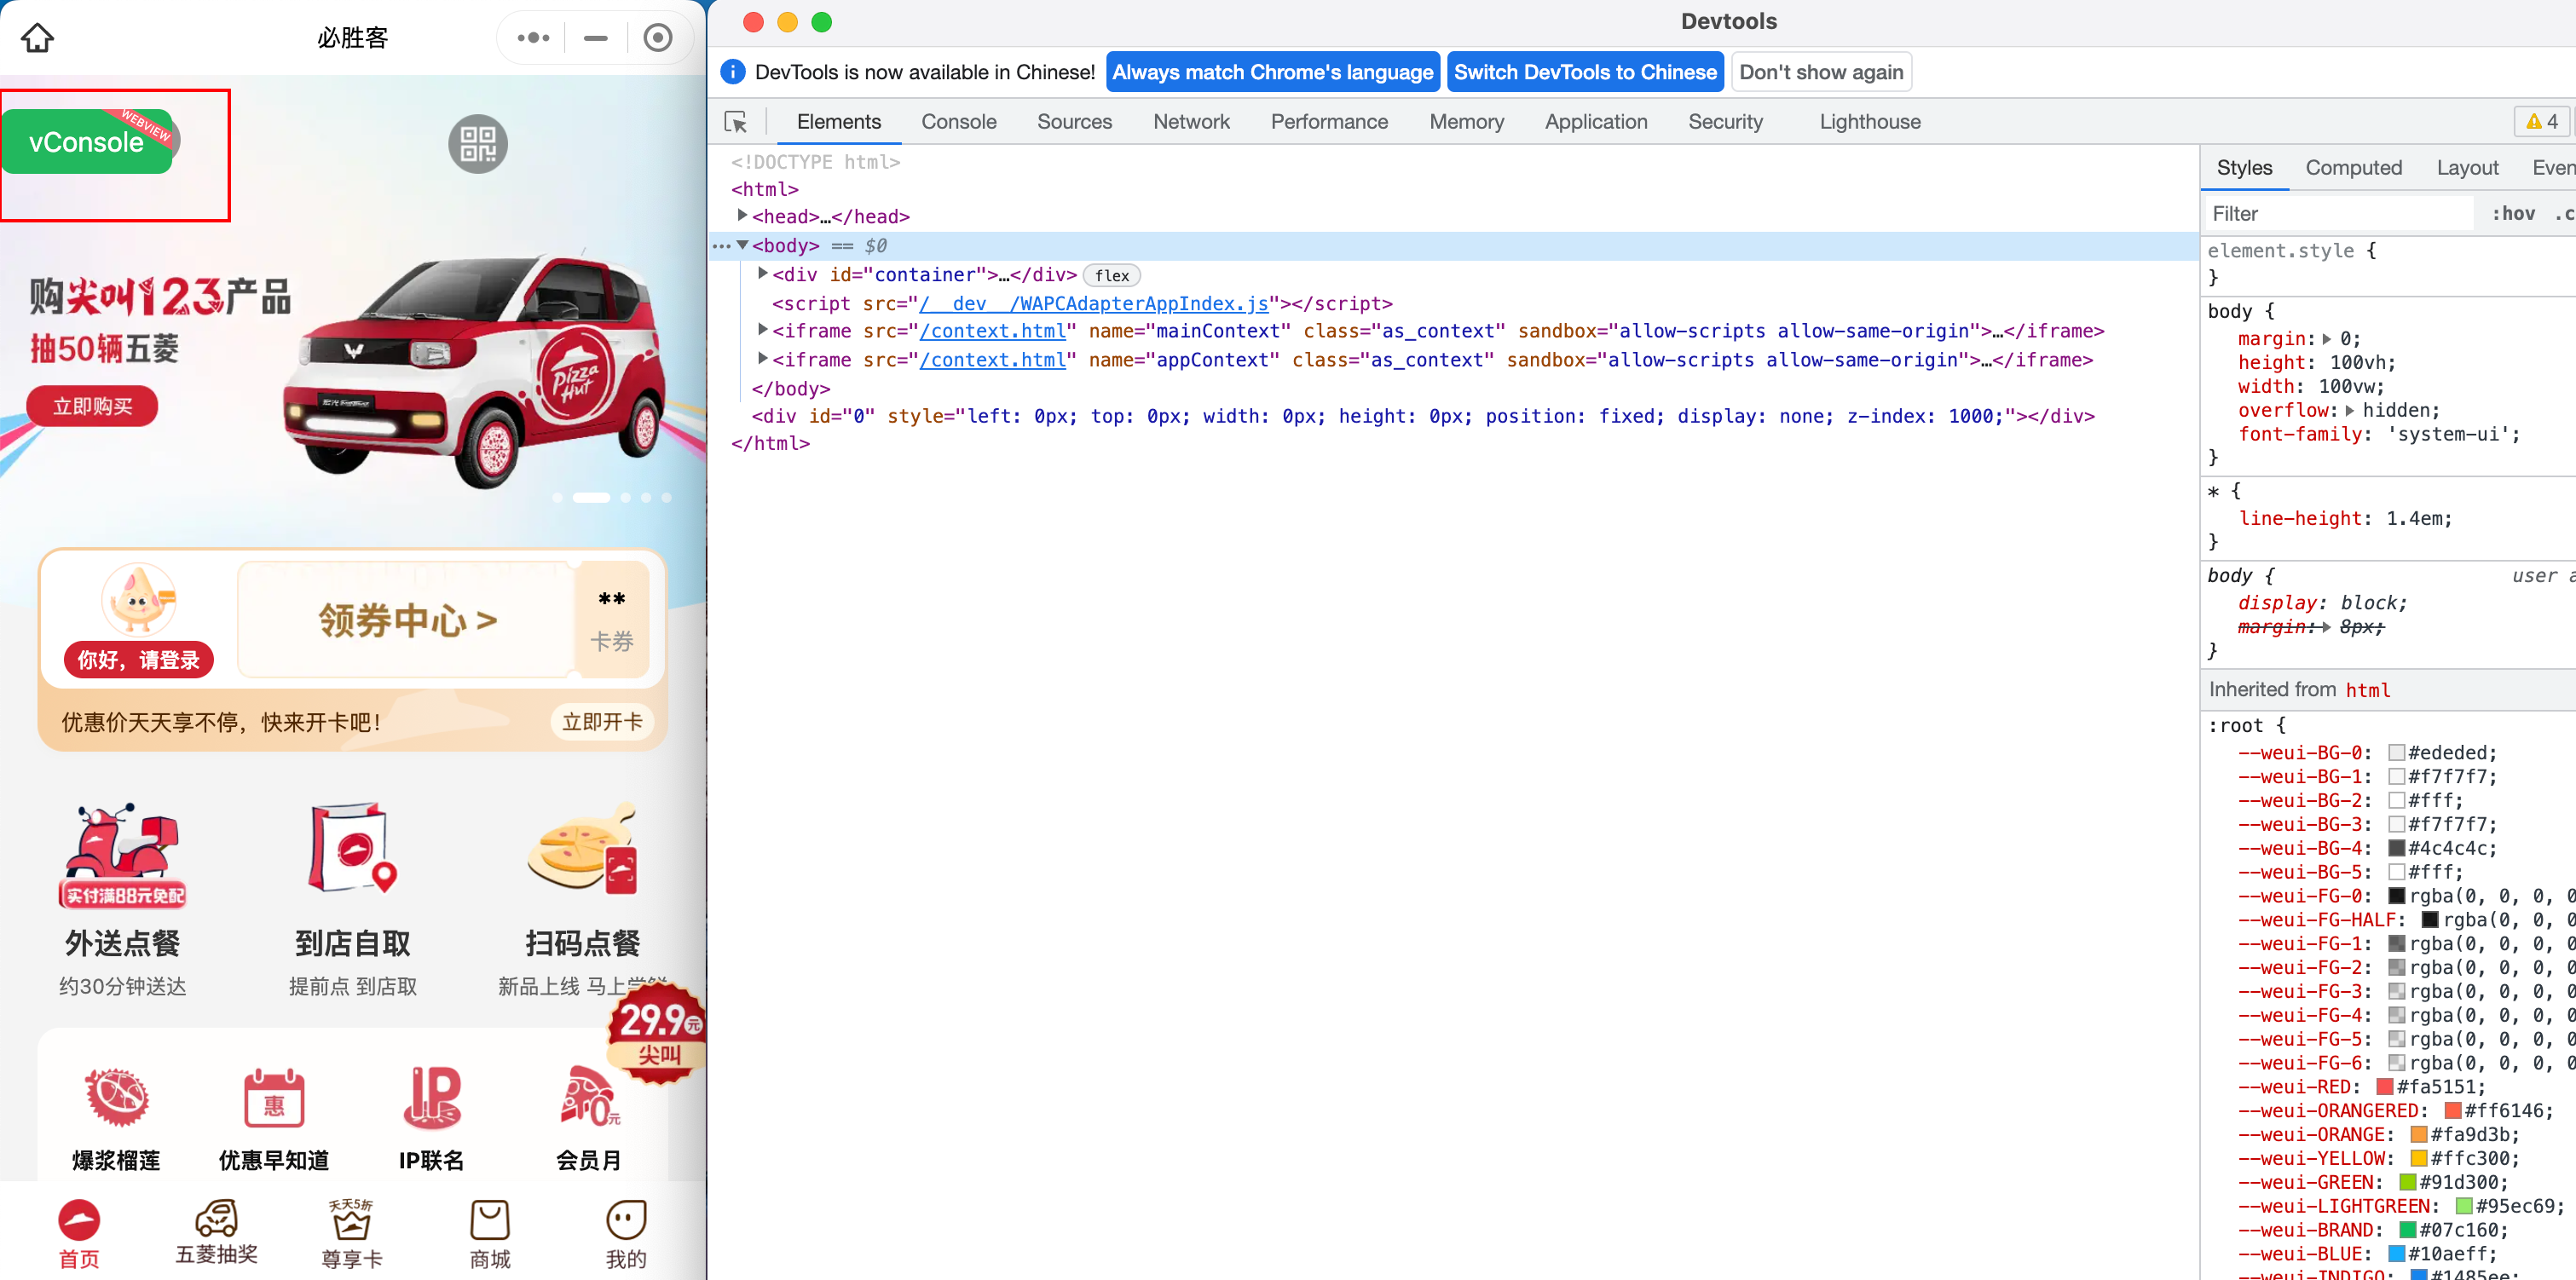 必胜客
vConsole
WEBVIEW
购尖叫123产品
抽50辆五菱
立即购买
Pizza
Hut
领券中心 >
**
卡券
你好，请登录
优惠价天天享不停，快来开卡吧！
立即开卡
买付满88元免配
外送点餐
到店自取
扫码点餐
约30分钟送达
提前点 到店取
新品上线 马上尝鲜
29.9元
尖叫
惠
IP
0元
爆浆榴莲
优惠早知道
IP联名
会员月
天天5折
首页
五菱抽奖
尊享卡
商城
我的
Devtools
DevTools is now available in Chinese! Always match Chrome's language Switch DevTools to Chinese Don't show again
Elements Console Sources Network Performance Memory Application Security Lighthouse 4
<!DOCTYPE html>
<html>
<head>…</head>
<body> == $0
<div id="container">…</div> flex
<script src="/__dev__/WAPCAdapterAppIndex.js"></script>
<iframe src="/context.html" name="mainContext" class="as_context" sandbox="allow-scripts allow-same-origin">…</iframe>
<iframe src="/context.html" name="appContext" class="as_context" sandbox="allow-scripts allow-same-origin">…</iframe>
</body>
<div id="0" style="left: 0px; top: 0px; width: 0px; height: 0px; position: fixed; display: none; z-index: 1000;"></div>
</html>
Styles Computed Layout Even
Filter :hov .c
element.style {
}
body {
margin: 0;
height: 100vh;
width: 100vw;
overflow: hidden;
font-family: 'system-ui';
}
* {
line-height: 1.4em;
}
body { user a
display: block;
margin: 8px;
}
Inherited from html
:root {
--weui-BG-0: #ededed;
--weui-BG-1: #f7f7f7;
--weui-BG-2: #fff;
--weui-BG-3: #f7f7f7;
--weui-BG-4: #4c4c4c;
--weui-BG-5: #fff;
--weui-FG-0: rgba(0, 0, 0, 0
--weui-FG-HALF: rgba(0, 0, 0
--weui-FG-1: rgba(0, 0, 0, 0
--weui-FG-2: rgba(0, 0, 0, 0
--weui-FG-3: rgba(0, 0, 0, 0
--weui-FG-4: rgba(0, 0, 0, 0
--weui-FG-5: rgba(0, 0, 0, 0
--weui-FG-6: rgba(0, 0, 0, 0
--weui-RED: #fa5151;
--weui-ORANGERED: #ff6146;
--weui-ORANGE: #fa9d3b;
--weui-YELLOW: #ffc300;
--weui-GREEN: #91d300;
--weui-LIGHTGREEN: #95ec69;
--weui-BRAND: #07c160;
--weui-BLUE: #10aeff;
--weui-INDIGO: #1485ee;